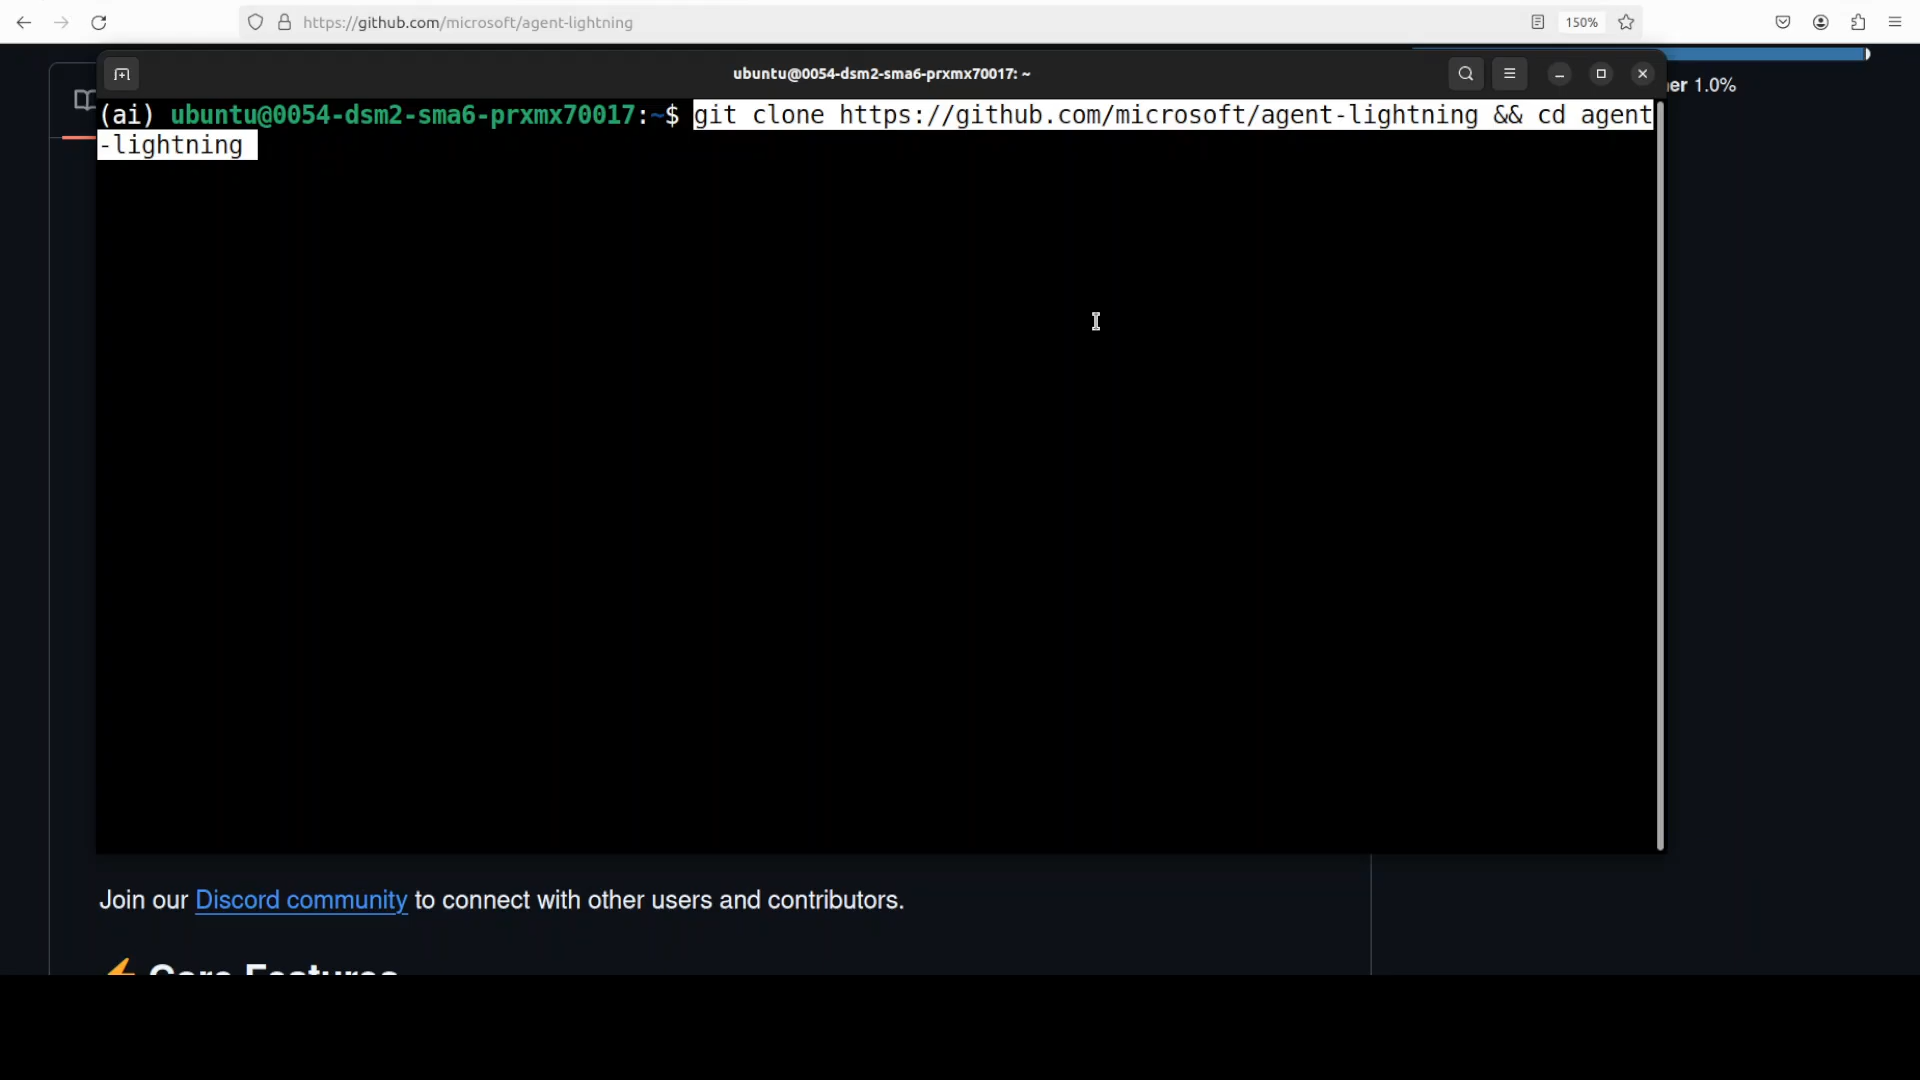 https://github.com/microsoft/agent-lightning
150%
ubuntu@0054-dsm2-sma6-prxmx70017: ~
er 1.0%
(ai) ubuntu@0054-dsm2-sma6-prxmx70017:~$ git clone https://github.com/microsoft/agent-lightning && cd agent
-lightning
Join our Discord community to connect with other users and contributors.
⚡ Core Features